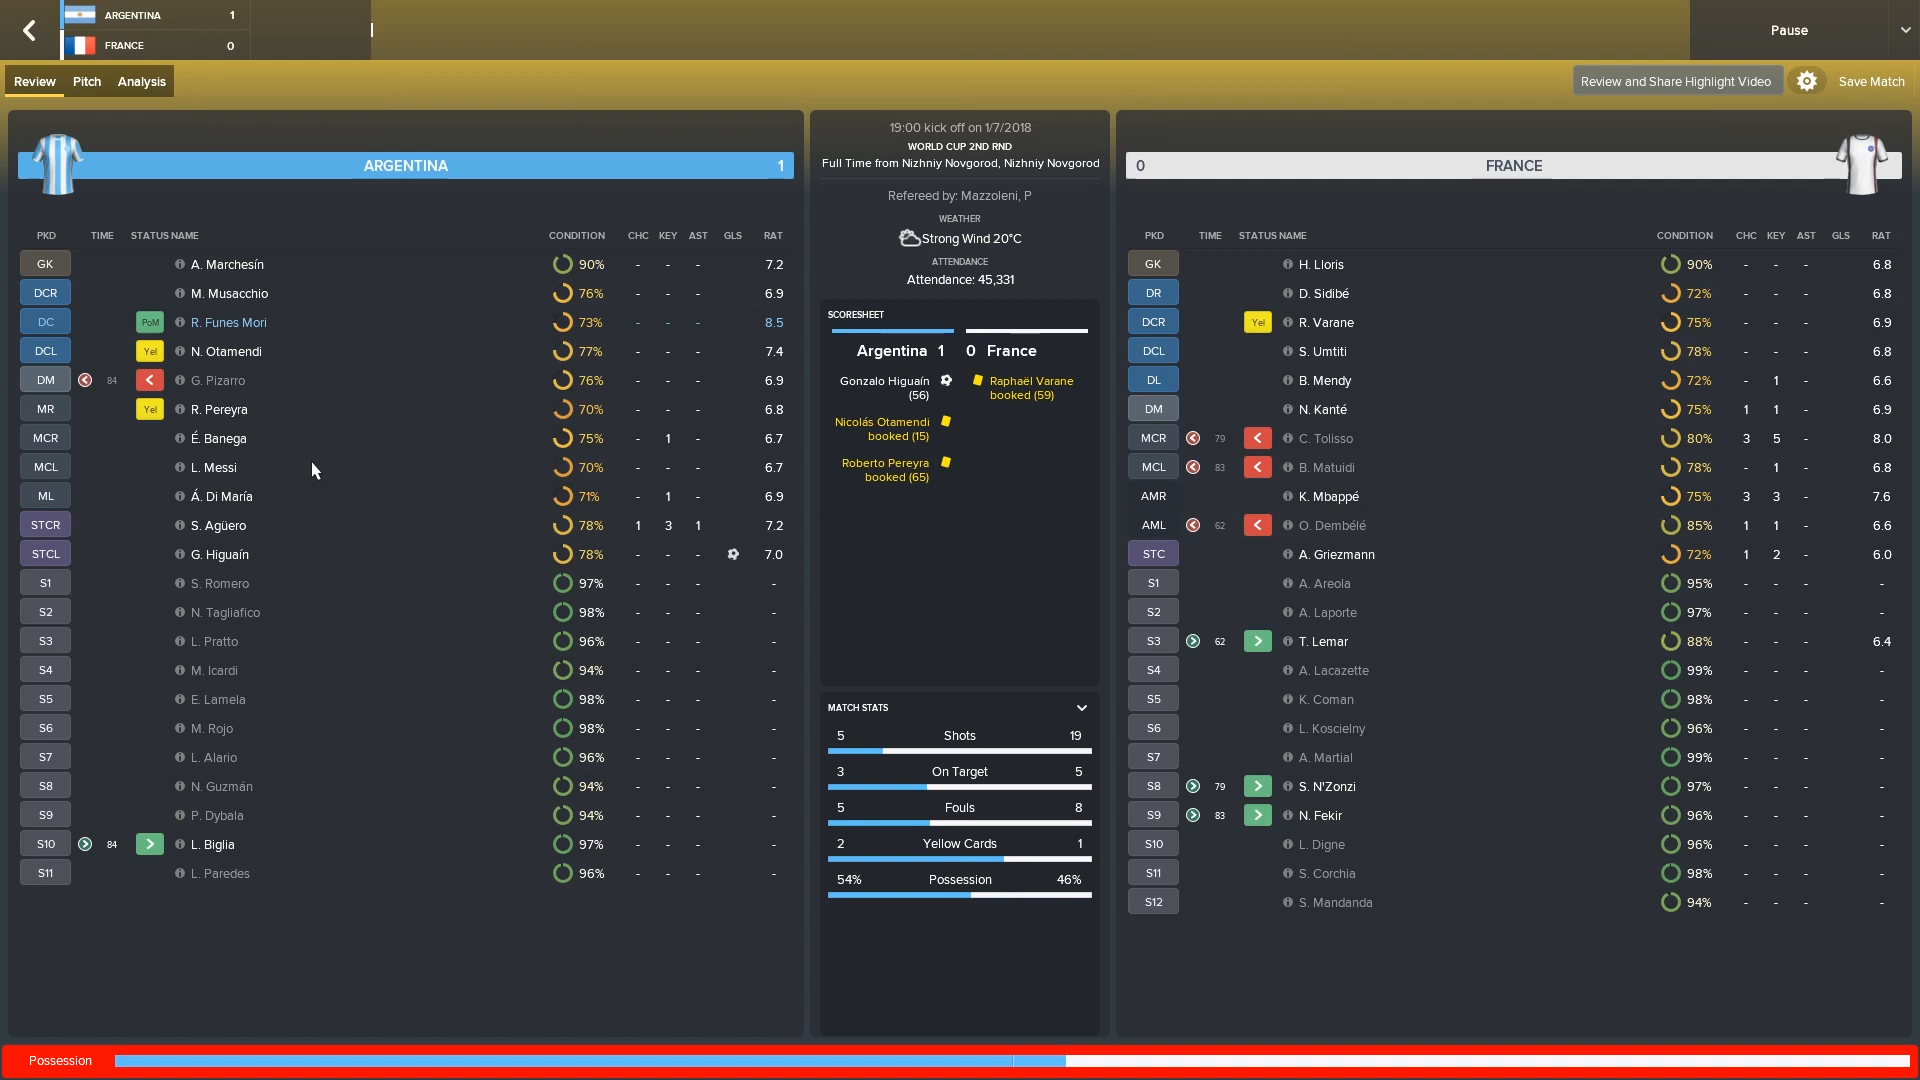 ARGENTINA 1
FRANCE 0
Pause
Review Pitch Analysis
Review and Share Highlight Video Save Match
ARGENTINA 1
19:00 kick off on 1/7/2018
WORLD CUP 2ND RND
Full Time from Nizhniy Novgorod, Nizhniy Novgorod
0 FRANCE
PKD TIME STATUS NAME CONDITION CHC KEY AST GLS RAT
GK A. Marchesín 90% - - - 7.2
DCR M. Musacchio 76% - - - 6.9
DC PoM R. Funes Mori 73% - - - 8.5
DCL Yel N. Otamendi 77% - - - 7.4
DM 84 G. Pizarro 76% - - - 6.9
MR Yel R. Pereyra 70% - - - 6.8
MCR É. Banega 75% - 1 - 6.7
MCL L. Messi 70% - - - 6.7
ML Á. Di María 71% - 1 - 6.9
STCR S. Agüero 78% 1 3 1 7.2
STCL G. Higuaín 78% - - - 7.0
S1 S. Romero 97% - - - -
S2 N. Tagliafico 98% - - - -
S3 L. Pratto 96% - - - -
S4 M. Icardi 94% - - - -
S5 E. Lamela 98% - - - -
S6 M. Rojo 98% - - - -
S7 L. Alario 96% - - - -
S8 N. Guzmán 94% - - - -
S9 P. Dybala 94% - - - -
S10 84 L. Biglia 97% - - - -
S11 L. Paredes 96% - - - -
Refereed by: Mazzoleni, P
WEATHER
Strong Wind 20°C
ATTENDANCE
Attendance: 45,331
SCORESHEET
Argentina 1 0 France
Gonzalo Higuaín
(56)
Raphaël Varane
booked (59)
Nicolás Otamendi
booked (15)
Roberto Pereyra
booked (65)
MATCH STATS
5 Shots 19
3 On Target 5
5 Fouls 8
2 Yellow Cards 1
54% Possession 46%
PKD TIME STATUS NAME CONDITION CHC KEY AST GLS RAT
GK H. Lloris 90% - - - 6.8
DR D. Sidibé 72% - - - 6.8
DCR Yel R. Varane 75% - - - 6.9
DCL S. Umtiti 78% - - - 6.8
DL B. Mendy 72% - 1 - 6.6
DM N. Kanté 75% 1 1 - 6.9
MCR 79 C. Tolisso 80% 3 5 - 8.0
MCL 83 B. Matuidi 78% - 1 - 6.8
AMR K. Mbappé 75% 3 3 - 7.6
AML 62 O. Dembélé 85% 1 1 - 6.6
STC A. Griezmann 72% 1 2 - 6.0
S1 A. Areola 95% - - - -
S2 A. Laporte 97% - - - -
S3 62 T. Lemar 88% - - - 6.4
S4 A. Lacazette 99% - - - -
S5 K. Coman 98% - - - -
S6 L. Koscielny 96% - - - -
S7 A. Martial 99% - - - -
S8 79 S. N'Zonzi 97% - - - -
S9 83 N. Fekir 96% - - - -
S10 L. Digne 96% - - - -
S11 S. Corchia 98% - - - -
S12 S. Mandanda 94% - - - -
Possession